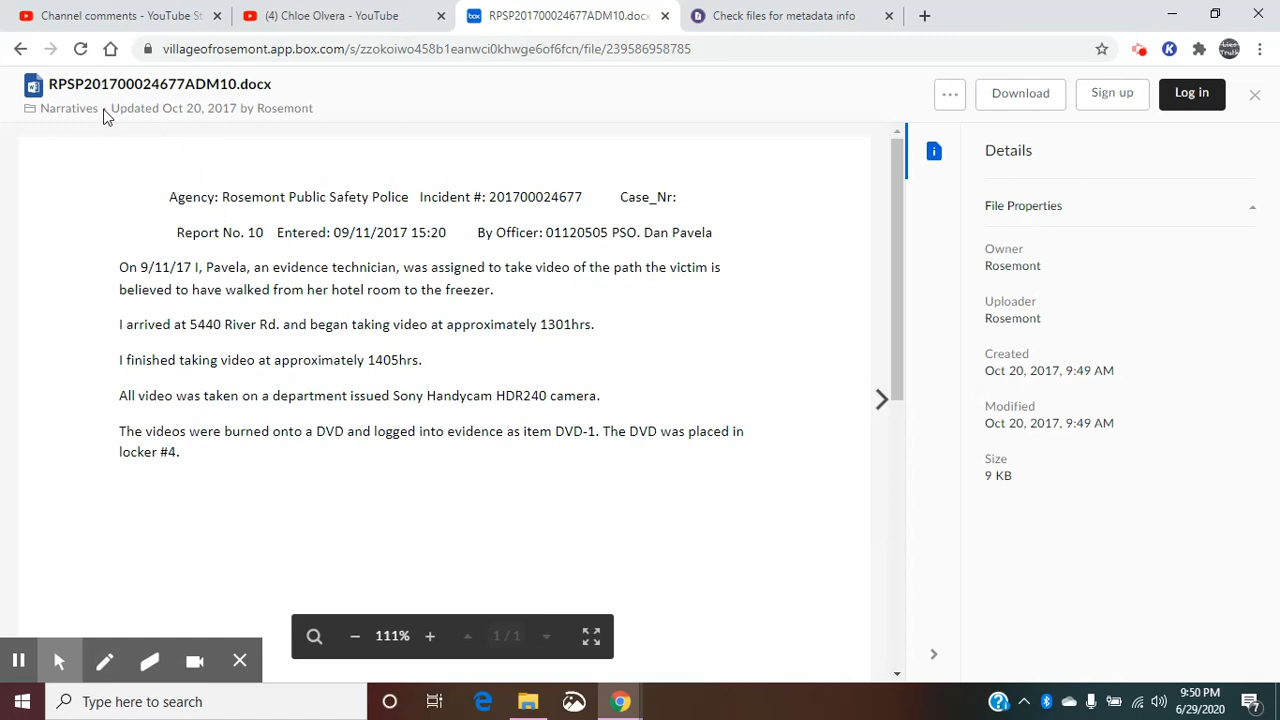 Channel comments - YouTube S
(4) Chloe Olvera - YouTube
RPSP201700024677ADM10.docx
Check files for metadata info
villageofrosemont.app.box.com/s/zzokoiwo458b1eanwci0khwge6of6fcn/file/239586958785
RPSP201700024677ADM10.docx
Narratives Updated Oct 20, 2017 by Rosemont
Download
Sign up
Log in
Agency: Rosemont Public Safety Police Incident #: 201700024677 Case_Nr:
Report No. 10 Entered: 09/11/2017 15:20 By Officer: 01120505 PSO. Dan Pavela
On 9/11/17 I, Pavela, an evidence technician, was assigned to take video of the path the victim is
believed to have walked from her hotel room to the freezer.
I arrived at 5440 River Rd. and began taking video at approximately 1301hrs.
I finished taking video at approximately 1405hrs.
All video was taken on a department issued Sony Handycam HDR240 camera.
The videos were burned onto a DVD and logged into evidence as item DVD-1. The DVD was placed in
locker #4.
Details
File Properties
Owner
Rosemont
Uploader
Rosemont
Created
Oct 20, 2017, 9:49 AM
Modified
Oct 20, 2017, 9:49 AM
Size
9 KB
111%
1 / 1
Type here to search
9:50 PM
6/29/2020
7